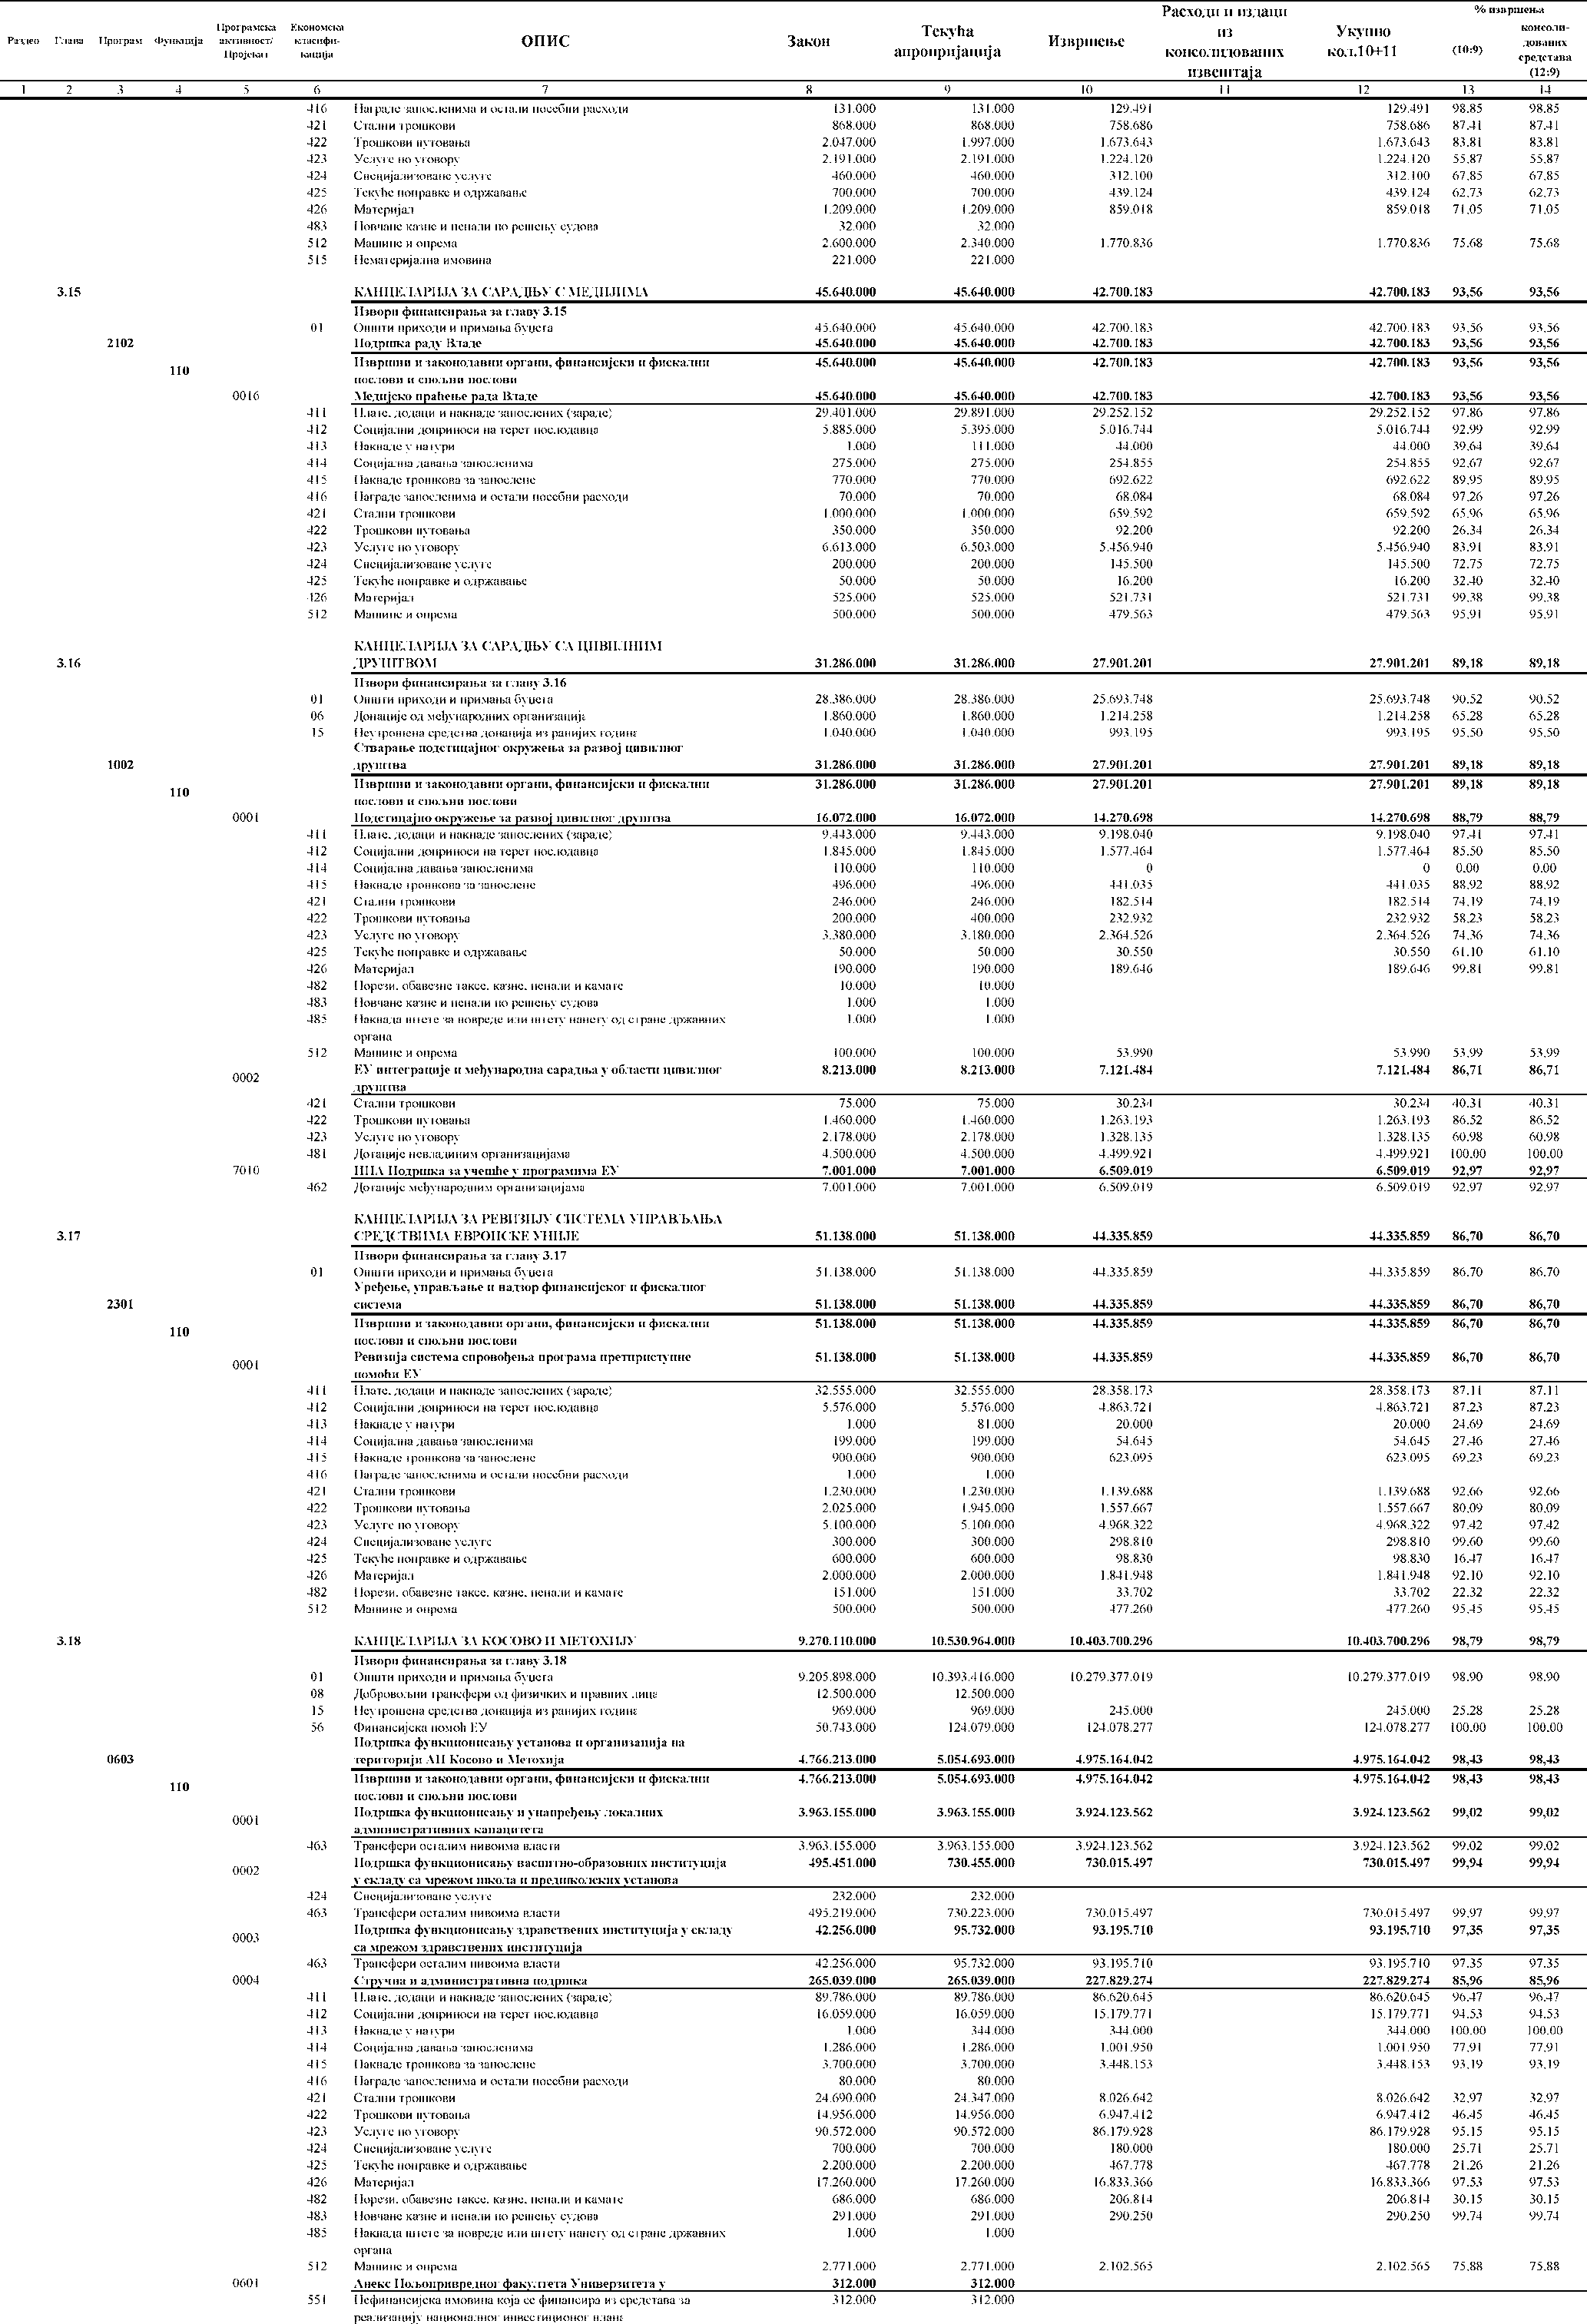 Раздео Глава Програм Функција Програмска активност/ Пројекат Економска класифи-кација ОПИС Закон Текућа апропријација Извршење Расходи и издаци из консолидованих извештаја Укупно кол.10+11 % извршења (10:9) консоли-дованих средстава (12:9)
1 2 3 4 5 6 7 8 9 10 11 12 13 14
416 Награде запосленима и остали посебни расходи 131.000 131.000 129.491 129.491 98,85 98,85
421 Стални трошкови 868.000 868.000 758.686 758.686 87,41 87,41
422 Трошкови путовања 2.047.000 1.997.000 1.673.643 1.673.643 83,81 83,81
423 Услуге по уговору 2.191.000 2.191.000 1.224.120 1.224.120 55,87 55,87
424 Специјализоване услуге 460.000 460.000 312.100 312.100 67,85 67,85
425 Текуће поправке и одржавање 700.000 700.000 439.124 439.124 62,73 62,73
426 Материјал 1.209.000 1.209.000 859.018 859.018 71,05 71,05
483 Новчане казне и пенали по решењу судова 32.000 32.000
512 Машине и опрема 2.600.000 2.340.000 1.770.836 1.770.836 75,68 75,68
515 Нематеријална имовина 221.000 221.000
3.15 КАНЦЕЛАРИЈА ЗА САРАДЊУ С МЕДИЈИМА 45.640.000 45.640.000 42.700.183 42.700.183 93,56 93,56
Извори финансирања за главу 3.15
01 Општи приходи и примања буџета 45.640.000 45.640.000 42.700.183 42.700.183 93,56 93,56
2102 Подршка раду Владе 45.640.000 45.640.000 42.700.183 42.700.183 93,56 93,56
110 Извршни и законодавни органи, финансијски и фискални 45.640.000 45.640.000 42.700.183 42.700.183 93,56 93,56
послови и спољни послови
0016 Медијско праћење рада Владе 45.640.000 45.640.000 42.700.183 42.700.183 93,56 93,56
411 Плате, додаци и накнаде запослених (зараде) 29.401.000 29.891.000 29.252.152 29.252.152 97,86 97,86
412 Социјални доприноси на терет послодавца 5.885.000 5.395.000 5.016.744 5.016.744 92,99 92,99
413 Накнаде у натури 1.000 111.000 44.000 44.000 39,64 39,64
414 Социјална давања запосленима 275.000 275.000 254.855 254.855 92,67 92,67
415 Накнаде трошкова за запослене 770.000 770.000 692.622 692.622 89,95 89,95
416 Награде запосленима и остали посебни расходи 70.000 70.000 68.084 68.084 97,26 97,26
421 Стални трошкови 1.000.000 1.000.000 659.592 659.592 65,96 65,96
422 Трошкови путовања 350.000 350.000 92.200 92.200 26,34 26,34
423 Услуге по уговору 6.613.000 6.503.000 5.456.940 5.456.940 83,91 83,91
424 Специјализоване услуге 200.000 200.000 145.500 145.500 72,75 72,75
425 Текуће поправке и одржавање 50.000 50.000 16.200 16.200 32,40 32,40
426 Материјал 525.000 525.000 521.731 521.731 99,38 99,38
512 Машине и опрема 500.000 500.000 479.563 479.563 95,91 95,91
КАНЦЕЛАРИЈА ЗА САРАДЊУ СА ЦИВИЛНИМ
3.16 ДРУШТВОМ 31.286.000 31.286.000 27.901.201 27.901.201 89,18 89,18
Извори финансирања за главу 3.16
01 Општи приходи и примања буџета 28.386.000 28.386.000 25.693.748 25.693.748 90,52 90,52
06 Донације од међународних организација 1.860.000 1.860.000 1.214.258 1.214.258 65,28 65,28
15 Неутрошена средства донација из ранијих година 1.040.000 1.040.000 993.195 993.195 95,50 95,50
Стварање подстицајног окружења за развој цивилног
1002 друштва 31.286.000 31.286.000 27.901.201 27.901.201 89,18 89,18
110 Извршни и законодавни органи, финансијски и фискални 31.286.000 31.286.000 27.901.201 27.901.201 89,18 89,18
послови и спољни послови
0001 Подстицајно окружење за развој цивилног друштва 16.072.000 16.072.000 14.270.698 14.270.698 88,79 88,79
411 Плате, додаци и накнаде запослених (зараде) 9.443.000 9.443.000 9.198.040 9.198.040 97,41 97,41
412 Социјални доприноси на терет послодавца 1.845.000 1.845.000 1.577.464 1.577.464 85,50 85,50
414 Социјална давања запосленима 110.000 110.000 0 0 0,00 0,00
415 Накнаде трошкова за запослене 496.000 496.000 441.035 441.035 88,92 88,92
421 Стални трошкови 246.000 246.000 182.514 182.514 74,19 74,19
422 Трошкови путовања 200.000 400.000 232.932 232.932 58,23 58,23
423 Услуге по уговору 3.380.000 3.180.000 2.364.526 2.364.526 74,36 74,36
425 Текуће поправке и одржавање 50.000 50.000 30.550 30.550 61,10 61,10
426 Материјал 190.000 190.000 189.646 189.646 99,81 99,81
482 Порези, обавезне таксе, казне, пенали и камате 10.000 10.000
483 Новчане казне и пенали по решењу судова 1.000 1.000
485 Накнада штете за повреде или штету нанету од стране државних 1.000 1.000
органа
512 Машине и опрема 100.000 100.000 53.990 53.990 53,99 53,99
0002 ЕУ интеграције и међународна сарадња у области цивилног 8.213.000 8.213.000 7.121.484 7.121.484 86,71 86,71
друштва
421 Стални трошкови 75.000 75.000 30.234 30.234 40,31 40,31
422 Трошкови путовања 1.460.000 1.460.000 1.263.193 1.263.193 86,52 86,52
423 Услуге по уговору 2.178.000 2.178.000 1.328.135 1.328.135 60,98 60,98
481 Дотације невладиним организацијама 4.500.000 4.500.000 4.499.921 4.499.921 100,00 100,00
7010 ИПА Подршка за учешће у програмима ЕУ 7.001.000 7.001.000 6.509.019 6.509.019 92,97 92,97
462 Дотације међународним организацијама 7.001.000 7.001.000 6.509.019 6.509.019 92,97 92,97
КАНЦЕЛАРИЈА ЗА РЕВИЗИЈУ СИСТЕМА УПРАВЉАЊА
3.17 СРЕДСТВИМА ЕВРОПСКЕ УНИЈЕ 51.138.000 51.138.000 44.335.859 44.335.859 86,70 86,70
Извори финансирања за главу 3.17
01 Општи приходи и примања буџета 51.138.000 51.138.000 44.335.859 44.335.859 86,70 86,70
Уређење, управљање и надзор финансијског и фискалног
2301 система 51.138.000 51.138.000 44.335.859 44.335.859 86,70 86,70
110 Извршни и законодавни органи, финансијски и фискални 51.138.000 51.138.000 44.335.859 44.335.859 86,70 86,70
послови и спољни послови
0001 Ревизија система спровођења програма претприступне 51.138.000 51.138.000 44.335.859 44.335.859 86,70 86,70
помоћи ЕУ
411 Плате, додаци и накнаде запослених (зараде) 32.555.000 32.555.000 28.358.173 28.358.173 87,11 87,11
412 Социјални доприноси на терет послодавца 5.576.000 5.576.000 4.863.721 4.863.721 87,23 87,23
413 Накнаде у натури 1.000 81.000 20.000 20.000 24,69 24,69
414 Социјална давања запосленима 199.000 199.000 54.645 54.645 27,46 27,46
415 Накнаде трошкова за запослене 900.000 900.000 623.095 623.095 69,23 69,23
416 Награде запосленима и остали посебни расходи 1.000 1.000
421 Стални трошкови 1.230.000 1.230.000 1.139.688 1.139.688 92,66 92,66
422 Трошкови путовања 2.025.000 1.945.000 1.557.667 1.557.667 80,09 80,09
423 Услуге по уговору 5.100.000 5.100.000 4.968.322 4.968.322 97,42 97,42
424 Специјализоване услуге 300.000 300.000 298.810 298.810 99,60 99,60
425 Текуће поправке и одржавање 600.000 600.000 98.830 98.830 16,47 16,47
426 Материјал 2.000.000 2.000.000 1.841.948 1.841.948 92,10 92,10
482 Порези, обавезне таксе, казне, пенали и камате 151.000 151.000 33.702 33.702 22,32 22,32
512 Машине и опрема 500.000 500.000 477.260 477.260 95,45 95,45
3.18 КАНЦЕЛАРИЈА ЗА КОСОВО И МЕТОХИЈУ 9.270.110.000 10.530.964.000 10.403.700.296 10.403.700.296 98,79 98,79
Извори финансирања за главу 3.18
01 Општи приходи и примања буџета 9.205.898.000 10.393.416.000 10.279.377.019 10.279.377.019 98,90 98,90
08 Добровољни трансфери од физичких и правних лица 12.500.000 12.500.000
15 Неутрошена средства донација из ранијих година 969.000 969.000 245.000 245.000 25,28 25,28
56 Финансијска помоћ ЕУ 50.743.000 124.079.000 124.078.277 124.078.277 100,00 100,00
Подршка функционисању установа и организација на
0603 територији АП Косово и Метохија 4.766.213.000 5.054.693.000 4.975.164.042 4.975.164.042 98,43 98,43
110 Извршни и законодавни органи, финансијски и фискални 4.766.213.000 5.054.693.000 4.975.164.042 4.975.164.042 98,43 98,43
послови и спољни послови
0001 Подршка функционисању и унапређењу локалних 3.963.155.000 3.963.155.000 3.924.123.562 3.924.123.562 99,02 99,02
административних капацитета
463 Трансфери осталим нивоима власти 3.963.155.000 3.963.155.000 3.924.123.562 3.924.123.562 99,02 99,02
0002 Подршка функционисању васпитно-образовних институција 495.451.000 730.455.000 730.015.497 730.015.497 99,94 99,94
у складу са мрежом школа и предшколских установа
424 Специјализоване услуге 232.000 232.000
463 Трансфери осталим нивоима власти 495.219.000 730.223.000 730.015.497 730.015.497 99,97 99,97
0003 Подршка функционисању здравствених институција у складу 42.256.000 95.732.000 93.195.710 93.195.710 97,35 97,35
са мрежом здравствених институција
463 Трансфери осталим нивоима власти 42.256.000 95.732.000 93.195.710 93.195.710 97,35 97,35
0004 Стручна и административна подршка 265.039.000 265.039.000 227.829.274 227.829.274 85,96 85,96
411 Плате, додаци и накнаде запослених (зараде) 89.786.000 89.786.000 86.620.645 86.620.645 96,47 96,47
412 Социјални доприноси на терет послодавца 16.059.000 16.059.000 15.179.771 15.179.771 94,53 94,53
413 Накнаде у натури 1.000 344.000 344.000 344.000 100,00 100,00
414 Социјална давања запосленима 1.286.000 1.286.000 1.001.950 1.001.950 77,91 77,91
415 Накнаде трошкова за запослене 3.700.000 3.700.000 3.448.153 3.448.153 93,19 93,19
416 Награде запосленима и остали посебни расходи 80.000 80.000
421 Стални трошкови 24.690.000 24.347.000 8.026.642 8.026.642 32,97 32,97
422 Трошкови путовања 14.956.000 14.956.000 6.947.412 6.947.412 46,45 46,45
423 Услуге по уговору 90.572.000 90.572.000 86.179.928 86.179.928 95,15 95,15
424 Специјализоване услуге 700.000 700.000 180.000 180.000 25,71 25,71
425 Текуће поправке и одржавање 2.200.000 2.200.000 467.778 467.778 21,26 21,26
426 Материјал 17.260.000 17.260.000 16.833.366 16.833.366 97,53 97,53
482 Порези, обавезне таксе, казне, пенали и камате 686.000 686.000 206.814 206.814 30,15 30,15
483 Новчане казне и пенали по решењу судова 291.000 291.000 290.250 290.250 99,74 99,74
485 Накнада штете за повреде или штету нанету од стране државних 1.000 1.000
органа
512 Машине и опрема 2.771.000 2.771.000 2.102.565 2.102.565 75,88 75,88
0601 Анекс Пољопривредног факултета Универзитета у 312.000 312.000
551 Нефинансијска имовина која се финансира из средстава за 312.000 312.000
реализацију националног инвестиционог плана